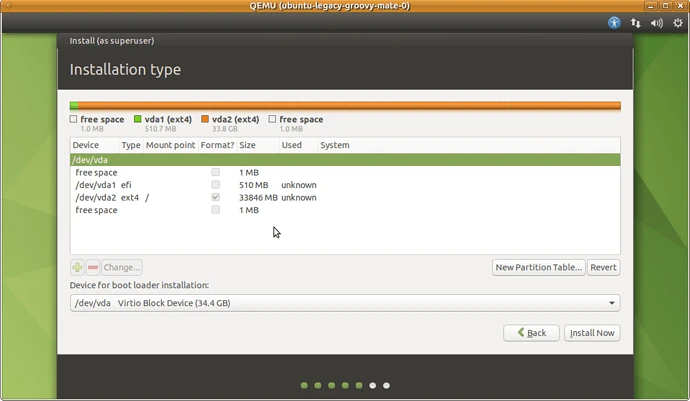 QEMU (ubuntu-legacy-groovy-mate-0)
Install (as superuser)
Installation type
free space vda1 (ext4) vda2 (ext4) free space
1.0 MB 510.7 MB 33.8 GB 1.0 MB
Device Type Mount point Format? Size Used System
/dev/vda
free space 1 MB
/dev/vda1 efi 510 MB unknown
/dev/vda2 ext4 / 33846 MB unknown
free space 1 MB
Change... New Partition Table... Revert
Device for boot loader installation:
/dev/vda Virtio Block Device (34.4 GB)
Back Install Now